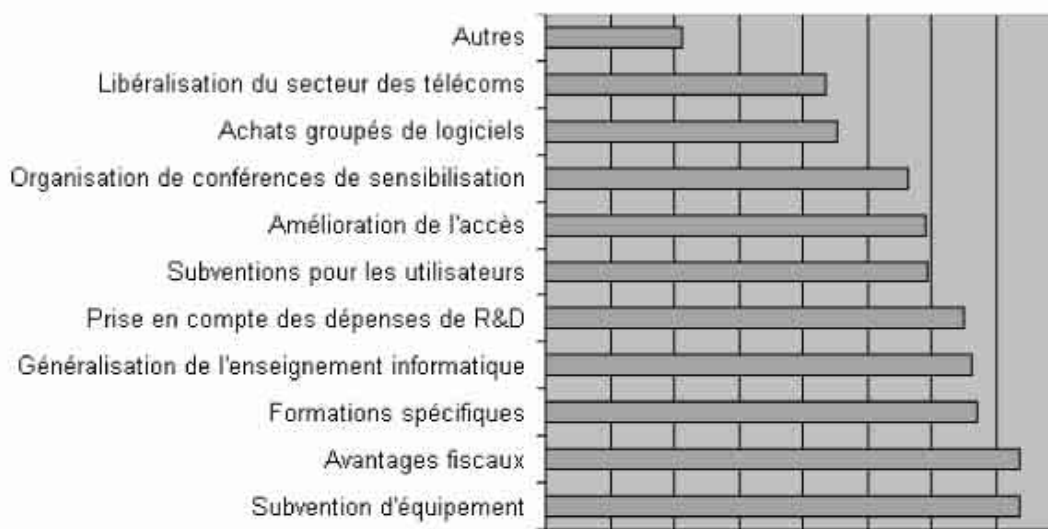 Autres
Libéralisation du secteur des télécoms
Achats groupés de logiciels
Organisation de conférences de sensibilisation
Amélioration de l'accès
Subventions pour les utilisateurs
Prise en compte des dépenses de R&D
Généralisation de l'enseignement informatique
Formations spécifiques
Avantages fiscaux
Subvention d'équipement